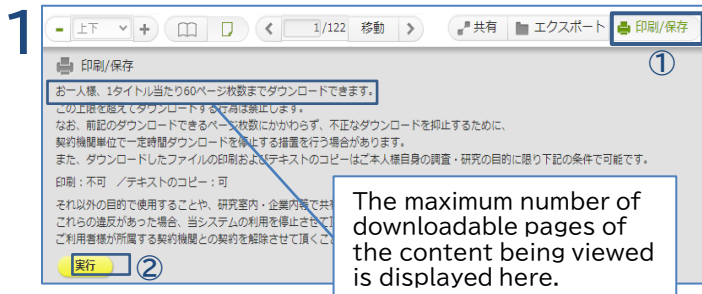 1
- 上下 + 1/122 移動 共有 エクスポート 印刷/保存
①
印刷/保存
お一人様、1タイトル当たり60ページ枚数までダウンロードできます。
この上限を超えてダウンロードする行為は禁止します。
なお、前記のダウンロードできるページ枚数にかかわらず、不正なダウンロードを抑止するために、
契約機関単位で一定時間ダウンロードを停止する措置を行う場合があります。
また、ダウンロードしたファイルの印刷およびテキストのコピーはご本人様自身の調査・研究の目的に限り下記の条件で可能です。
印刷：不可 ／テキストのコピー：可
それ以外の目的で使用することや、研究室内・企業内等で共有
これらの違反があった場合、当システムの利用を停止させて
ご利用者様が所属する契約機関との契約を解除させて頂くこ
実行 ②
The maximum number of
downloadable pages of
the content being viewed
is displayed here.